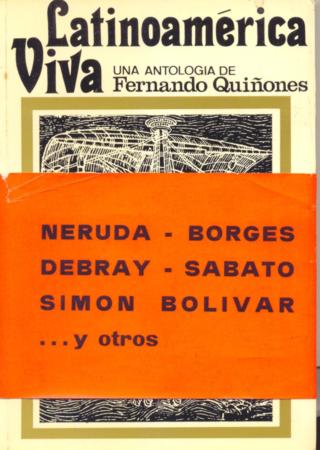 Latinoamérica
Viva
UNA ANTOLOGIA DE
Fernando Quiñones
NERUDA - BORGES
DEBRAY - SABATO
SIMON BOLIVAR
...y otros